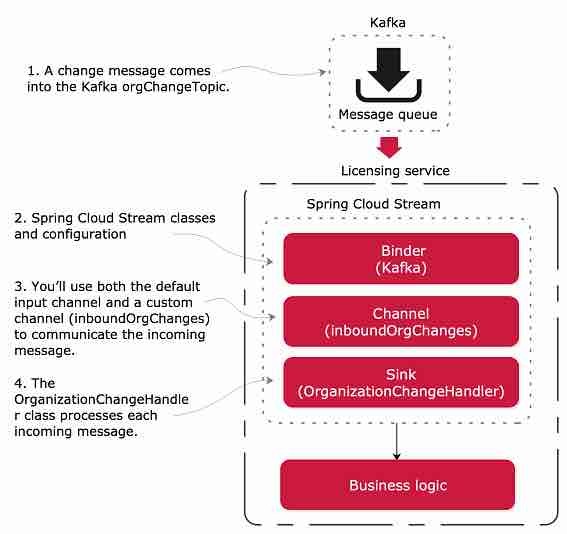 Kafka
1. A change message comes
into the Kafka orgChangeTopic.
Message queue
Licensing service
Spring Cloud Stream
2. Spring Cloud Stream classes
and configuration
Binder
(Kafka)
3. You’ll use both the default
input channel and a custom
channel (inboundOrgChanges)
to communicate the incoming
message.
Channel
(inboundOrgChanges)
4. The
OrganizationChangeHandle
r class processes each
incoming message.
Sink
(OrganizationChangeHandler)
Business logic